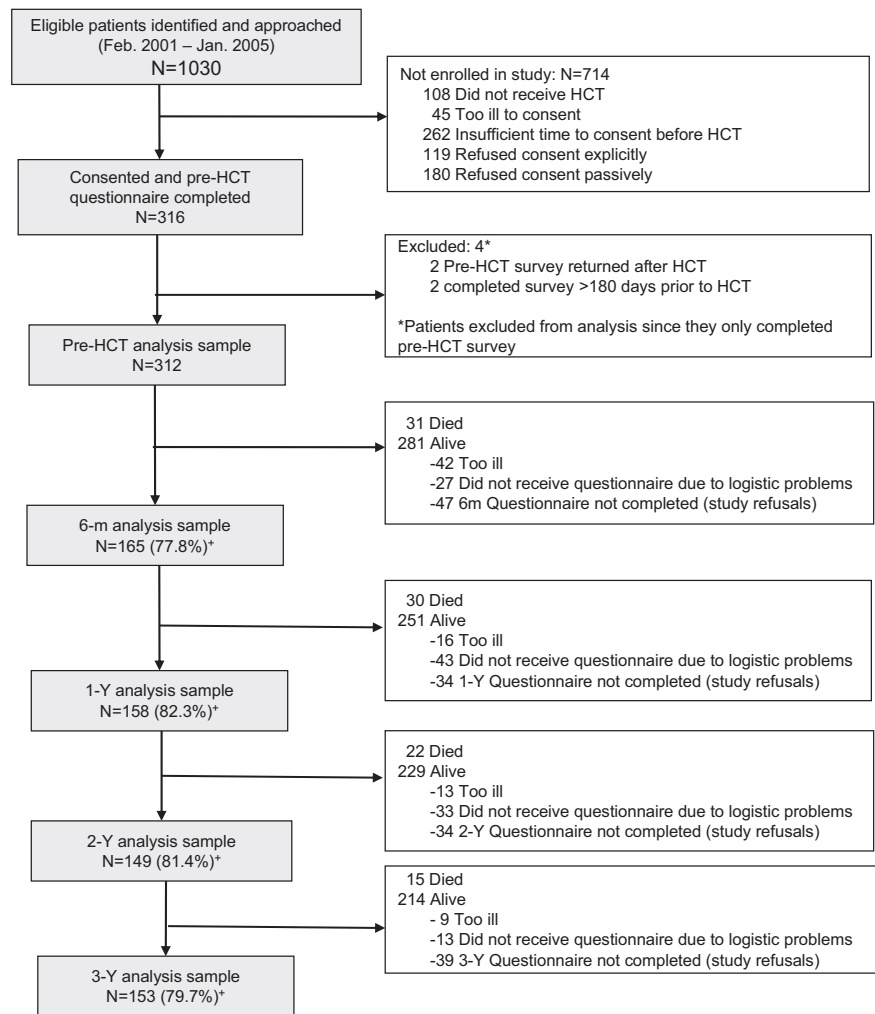 Eligible patients identified and approached
(Feb. 2001 – Jan. 2005)
N=1030
Not enrolled in study: N=714
108 Did not receive HCT
45 Too ill to consent
262 Insufficient time to consent before HCT
119 Refused consent explicitly
180 Refused consent passively
Consented and pre-HCT
questionnaire completed
N=316
Excluded: 4*
2 Pre-HCT survey returned after HCT
2 completed survey >180 days prior to HCT
*Patients excluded from analysis since they only completed
pre-HCT survey
Pre-HCT analysis sample
N=312
31 Died
281 Alive
-42 Too ill
-27 Did not receive questionnaire due to logistic problems
-47 6m Questionnaire not completed (study refusals)
6-m analysis sample
N=165 (77.8%)⁺
30 Died
251 Alive
-16 Too ill
-43 Did not receive questionnaire due to logistic problems
-34 1-Y Questionnaire not completed (study refusals)
1-Y analysis sample
N=158 (82.3%)⁺
22 Died
229 Alive
-13 Too ill
-33 Did not receive questionnaire due to logistic problems
-34 2-Y Questionnaire not completed (study refusals)
2-Y analysis sample
N=149 (81.4%)⁺
15 Died
214 Alive
- 9 Too ill
-13 Did not receive questionnaire due to logistic problems
-39 3-Y Questionnaire not completed (study refusals)
3-Y analysis sample
N=153 (79.7%)⁺